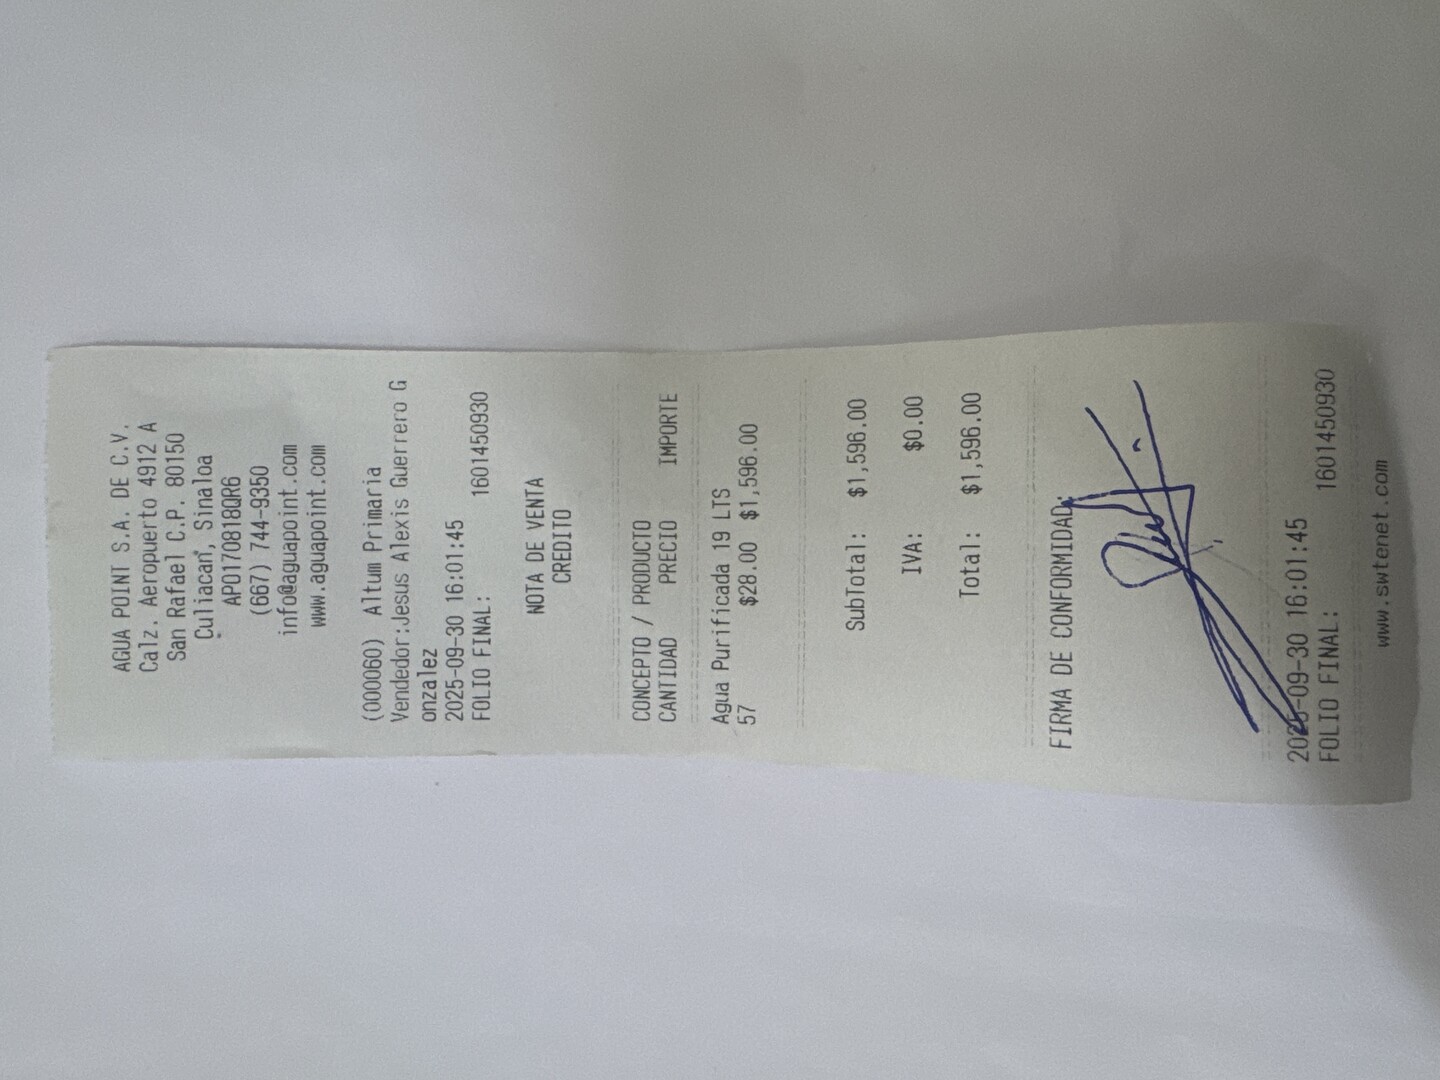 AGUA POINT S.A. DE C.V.
Calz. Aeropuerto 4912 A
San Rafael C.P. 80150
Culiacan, Sinaloa
APO170818QR6
(667) 744-9350
info@aguapoint.com
www.aguapoint.com
(00060) Altum Primaria
Vendedor:Jesus Alexis Guerrero G
onzalez
2025-09-30 16:01:45
FOLIO FINAL: 1601450930
NOTA DE VENTA
CREDITO
CONCEPTO / PRODUCTO
CANTIDAD PRECIO IMPORTE
Agua Purificada 19 LTS
57 $28.00 $1,596.00
SubTotal: $1,596.00
IVA: $0.00
Total: $1,596.00
FIRMA DE CONFORMIDAD:
2025-09-30 16:01:45
FOLIO FINAL: 1601450930
www.swtenet.com